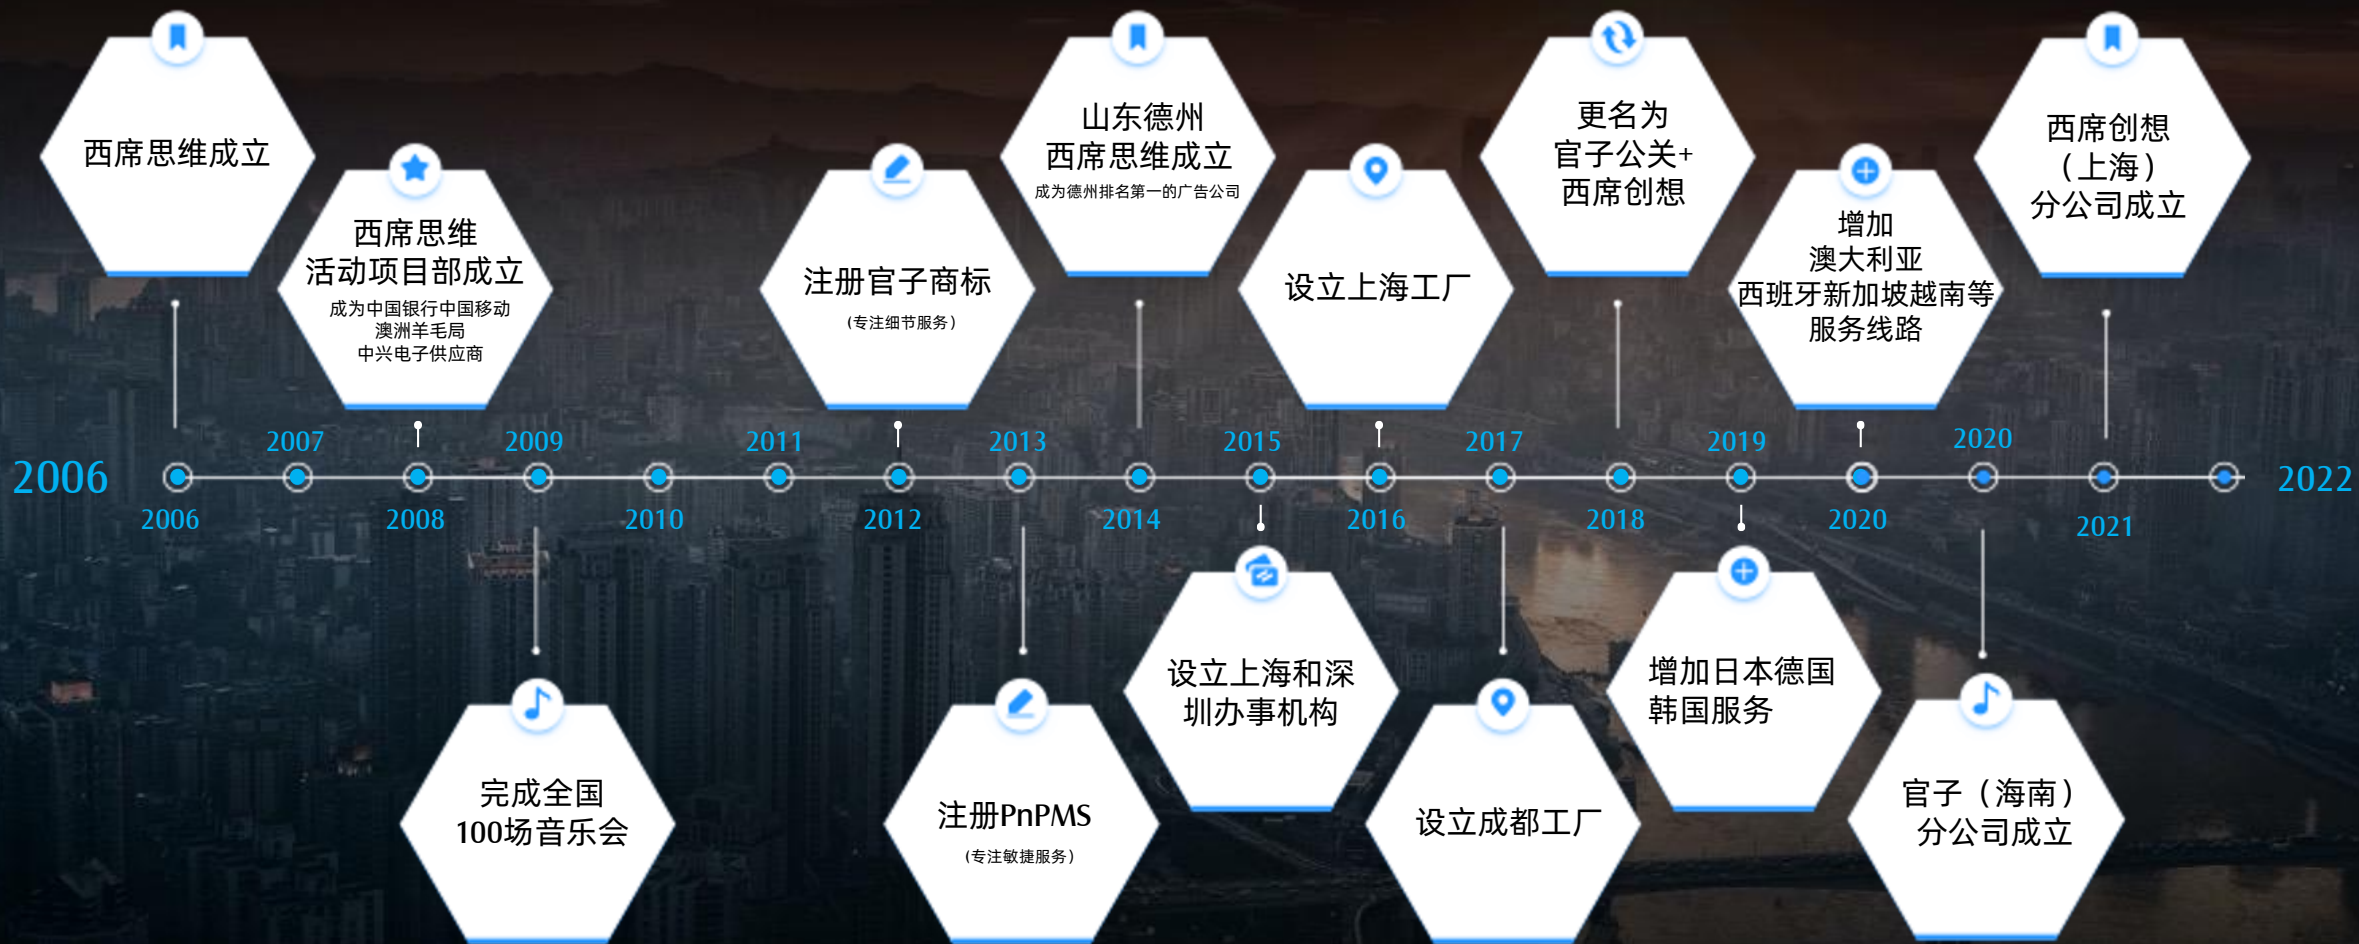 西席思维成立
西席思维
活动项目部成立
成为中国银行中国移动
澳洲羊毛局
中兴电子供应商
注册官子商标
(专注细节服务)
山东德州
西席思维成立
成为德州排名第一的广告公司
设立上海工厂
更名为
官子公关+
西席创想
增加
澳大利亚
西班牙新加坡越南等
服务线路
西席创想
（上海）
分公司成立
2006
2007
2009
2011
2013
2015
2017
2019
2020
2022
2006
2008
2010
2012
2014
2016
2018
2020
2021
完成全国
100场音乐会
注册PnPMS
(专注敏捷服务)
设立上海和深
圳办事机构
设立成都工厂
增加日本德国
韩国服务
官子（海南）
分公司成立